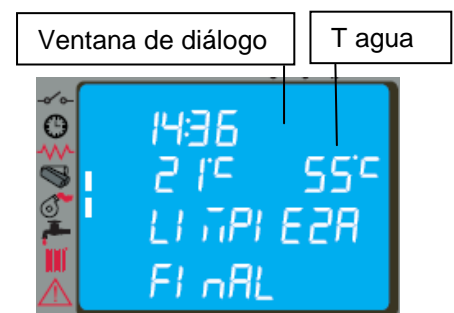 Ventana de diálogo
T agua
14:36
21°C 55°C
LIMPIEZA
FINAL